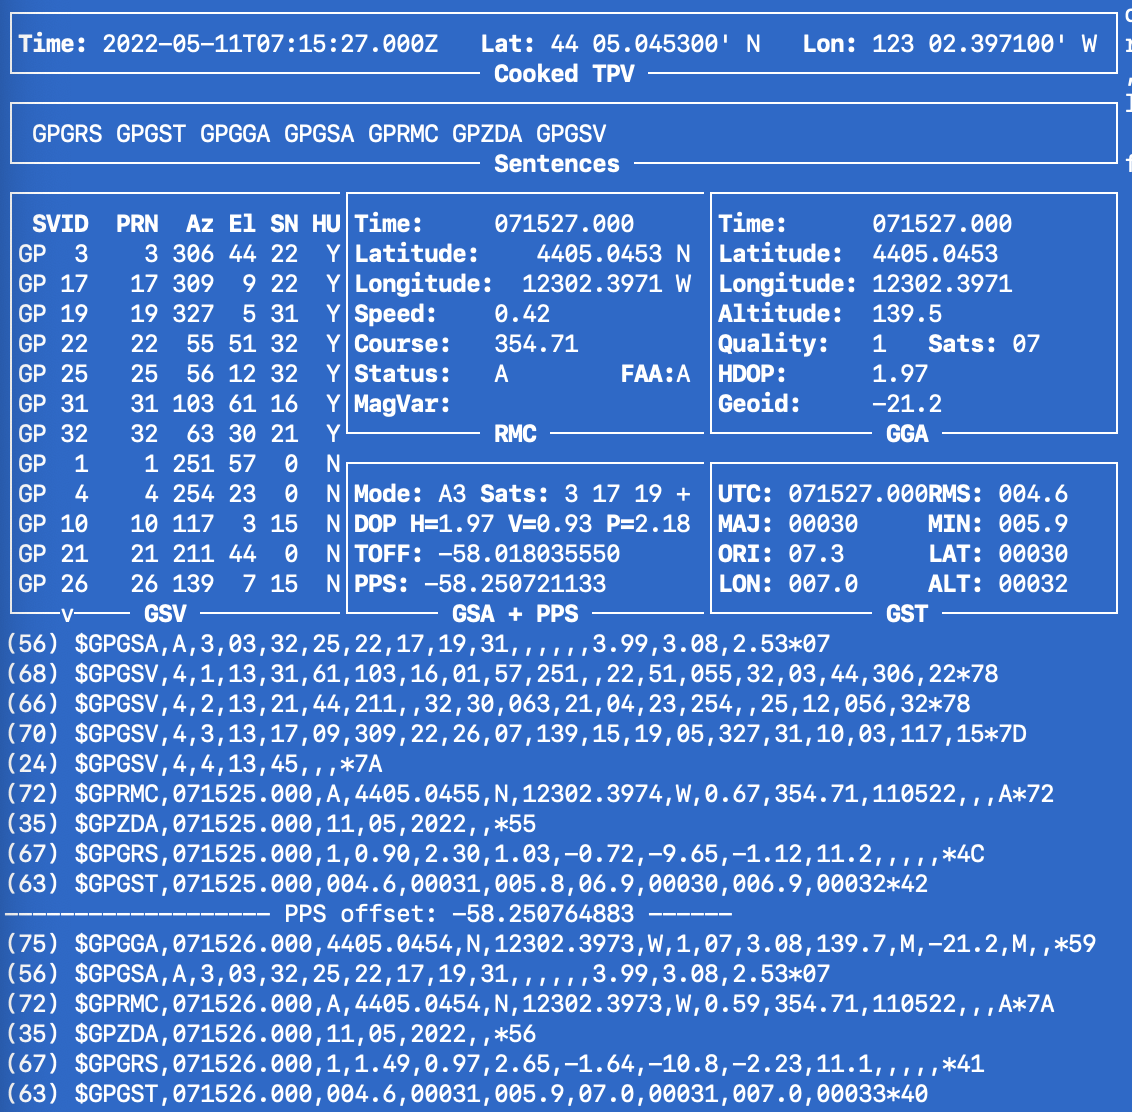 Time: 2022-05-11T07:15:27.000Z Lat: 44 05.045300' N Lon: 123 02.397100' W
Cooked TPV
GPGRS GPGST GPGGA GPGSA GPRMC GPZDA GPGSV
Sentences
SVID PRN Az El SN HU
GP 3 3 306 44 22 Y
GP 17 17 309 9 22 Y
GP 19 19 327 5 31 Y
GP 22 22 55 51 32 Y
GP 25 25 56 12 32 Y
GP 31 31 103 61 16 Y
GP 32 32 63 30 21 Y
GP 1 1 251 57 0 N
GP 4 4 254 23 0 N
GP 10 10 117 3 15 N
GP 21 21 211 44 0 N
GP 26 26 139 7 15 N
v GSV
Time: 071527.000
Latitude: 4405.0453 N
Longitude: 12302.3971 W
Speed: 0.42
Course: 354.71
Status: A FAA:A
MagVar:
RMC
Time: 071527.000
Latitude: 4405.0453
Longitude: 12302.3971
Altitude: 139.5
Quality: 1 Sats: 07
HDOP: 1.97
Geoid: -21.2
GGA
Mode: A3 Sats: 3 17 19 +
DOP H=1.97 V=0.93 P=2.18
TOFF: -58.018035550
PPS: -58.250721133
GSA + PPS
UTC: 071527.000RMS: 004.6
MAJ: 00030 MIN: 005.9
ORI: 07.3 LAT: 00030
LON: 007.0 ALT: 00032
GST
(56) $GPGSA,A,3,03,32,25,22,17,19,31,,,,,,3.99,3.08,2.53*07
(68) $GPGSV,4,1,13,31,61,103,16,01,57,251,,22,51,055,32,03,44,306,22*78
(66) $GPGSV,4,2,13,21,44,211,,32,30,063,21,04,23,254,,25,12,056,32*78
(70) $GPGSV,4,3,13,17,09,309,22,26,07,139,15,19,05,327,31,10,03,117,15*7D
(24) $GPGSV,4,4,13,45,,,*7A
(72) $GPRMC,071525.000,A,4405.0455,N,12302.3974,W,0.67,354.71,110522,,,A*72
(35) $GPZDA,071525.000,11,05,2022,,*55
(67) $GPGRS,071525.000,1,0.90,2.30,1.03,-0.72,-9.65,-1.12,11.2,,,,,*4C
(63) $GPGST,071525.000,004.6,00031,005.8,06.9,00030,006.9,00032*42
------------------- PPS offset: -58.250764883 ------
(75) $GPGGA,071526.000,4405.0454,N,12302.3973,W,1,07,3.08,139.7,M,-21.2,M,,*59
(56) $GPGSA,A,3,03,32,25,22,17,19,31,,,,,,3.99,3.08,2.53*07
(72) $GPRMC,071526.000,A,4405.0454,N,12302.3973,W,0.59,354.71,110522,,,A*7A
(35) $GPZDA,071526.000,11,05,2022,,*56
(67) $GPGRS,071526.000,1,1.49,0.97,2.65,-1.64,-10.8,-2.23,11.1,,,,,*41
(63) $GPGST,071526.000,004.6,00031,005.9,07.0,00031,007.0,00033*40